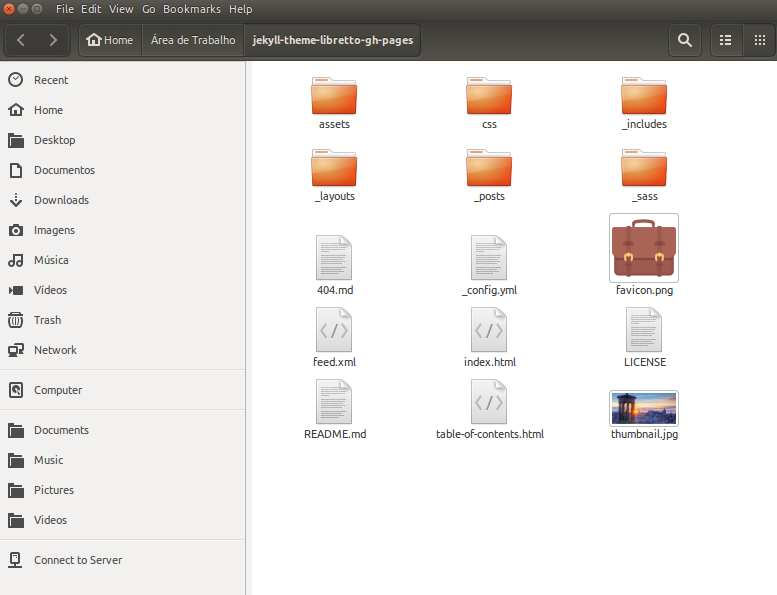 File Edit View Go Bookmarks Help
Home Área de Trabalho jekyll-theme-libretto-gh-pages
Recent
Home
Desktop
Documentos
Downloads
Imagens
Música
Vídeos
Trash
Network
Computer
Documents
Music
Pictures
Videos
Connect to Server
assets css _includes
_layouts _posts _sass
404.md _config.yml favicon.png
feed.xml index.html LICENSE
README.md table-of-contents.html thumbnail.jpg